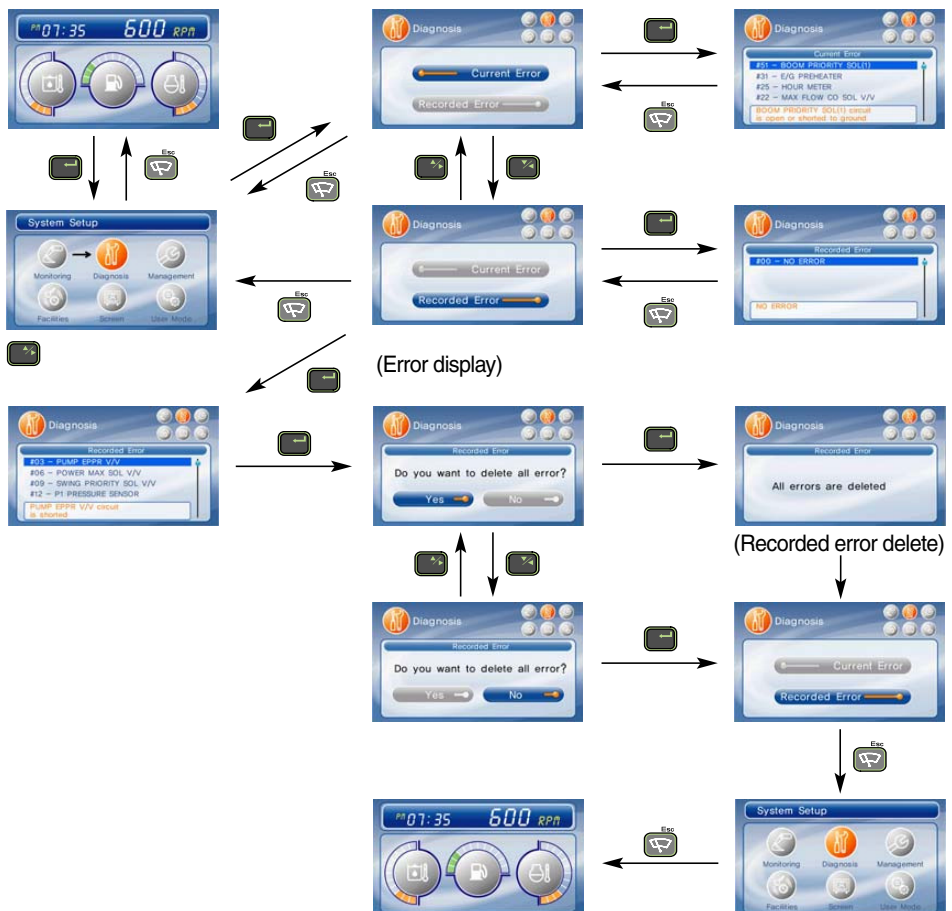 PM 07:35 600 RPM
Diagnosis
Current Error
Recorded Error
Diagnosis
Current Error
#51 - BOOM PRIORITY SOL(1)
#31 - E/G PREHEATER
#25 - HOUR METER
#22 - MAX FLOW CO SOL V/V
BOOM PRIORITY SOL(1) circuit
is open or shorted to ground
Esc
Esc
Esc
System Setup
Monitoring Diagnosis Management
Facilities Screen User Mode
Diagnosis
Current Error
Recorded Error
Diagnosis
Recorded Error
#00 - NO ERROR
NO ERROR
Esc
Esc
(Error display)
Diagnosis
Recorded Error
#03 - PUMP EPPR V/V
#06 - POWER MAX SOL V/V
#09 - SWING PRIORITY SOL V/V
#12 - P1 PRESSURE SENSOR
PUMP EPPR V/V circuit
is shorted
Diagnosis
Recorded Error
Do you want to delete all error?
Yes No
Diagnosis
Recorded Error
All errors are deleted
(Recorded error delete)
Diagnosis
Recorded Error
Do you want to delete all error?
Yes No
Diagnosis
Current Error
Recorded Error
Esc
PM 07:35 600 RPM
Esc
System Setup
Monitoring Diagnosis Management
Facilities Screen User Mode